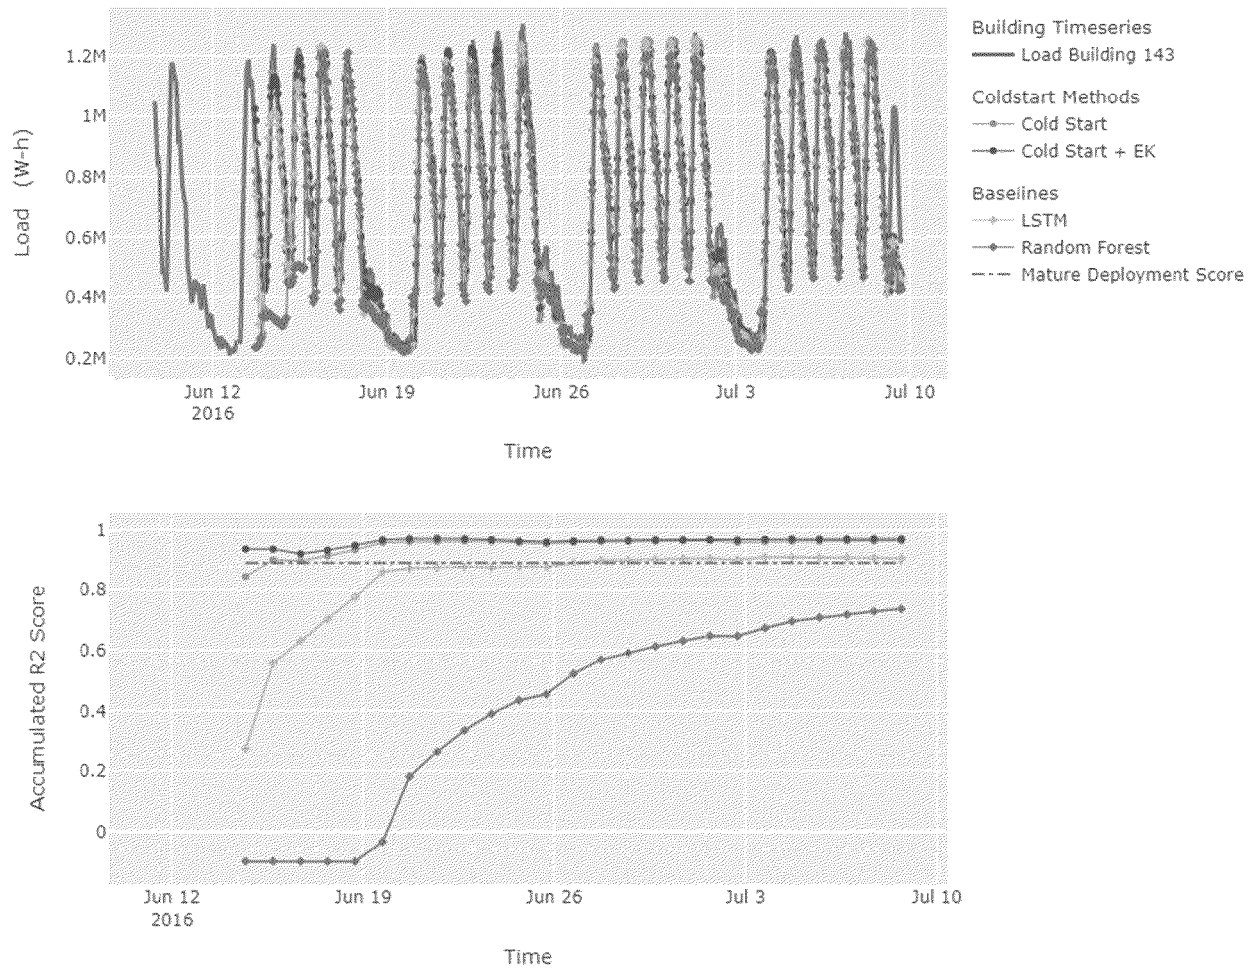 1.2M
1M
0.8M
0.6M
0.4M
0.2M
Load (W-h)
Jun 12
2016
Jun 19
Jun 26
Jul 3
Jul 10
Time
Building Timeseries
Load Building 143
Coldstart Methods
Cold Start
Cold Start + EK
Baselines
LSTM
Random Forest
Mature Deployment Score
1
0.8
0.6
0.4
0.2
0
Accumulated R2 Score
Jun 12
2016
Jun 19
Jun 26
Jul 3
Jul 10
Time